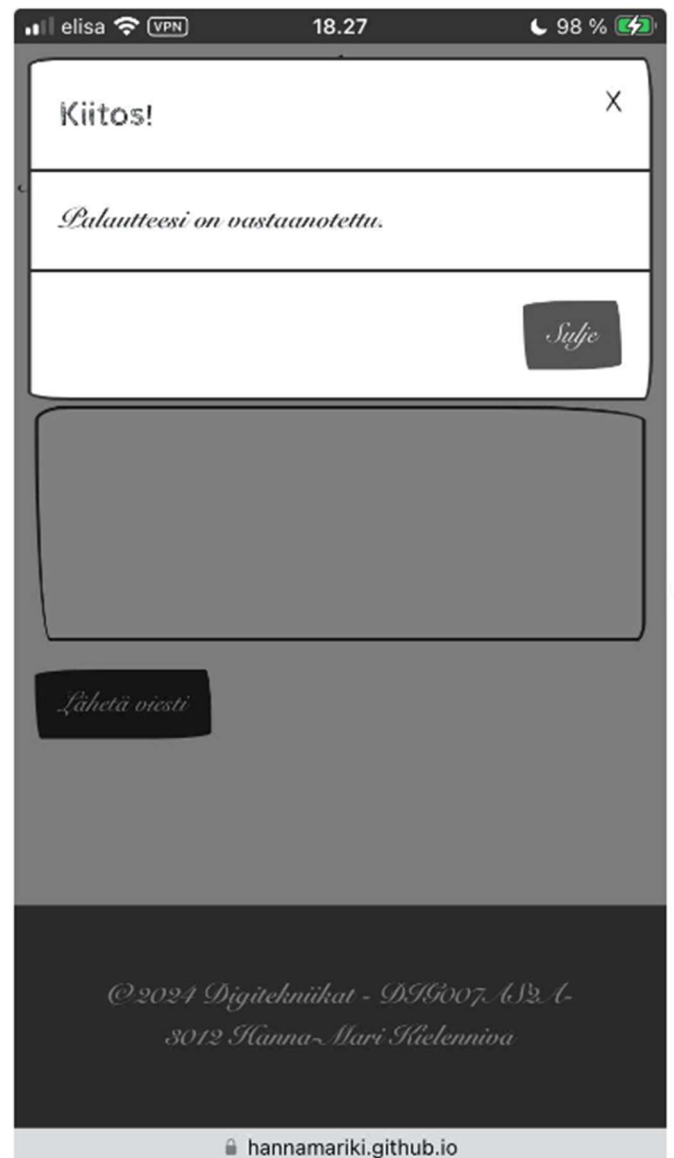 elisa VPN 18.27 98 %
Kiitos! X
Palautteesi on vastaanotettu.
Sulje
Lähetä viesti
©2024 Digitekniikat - DIG007AS2A-
3012 Hanna-Mari Kielenniva
hannamariki.github.io